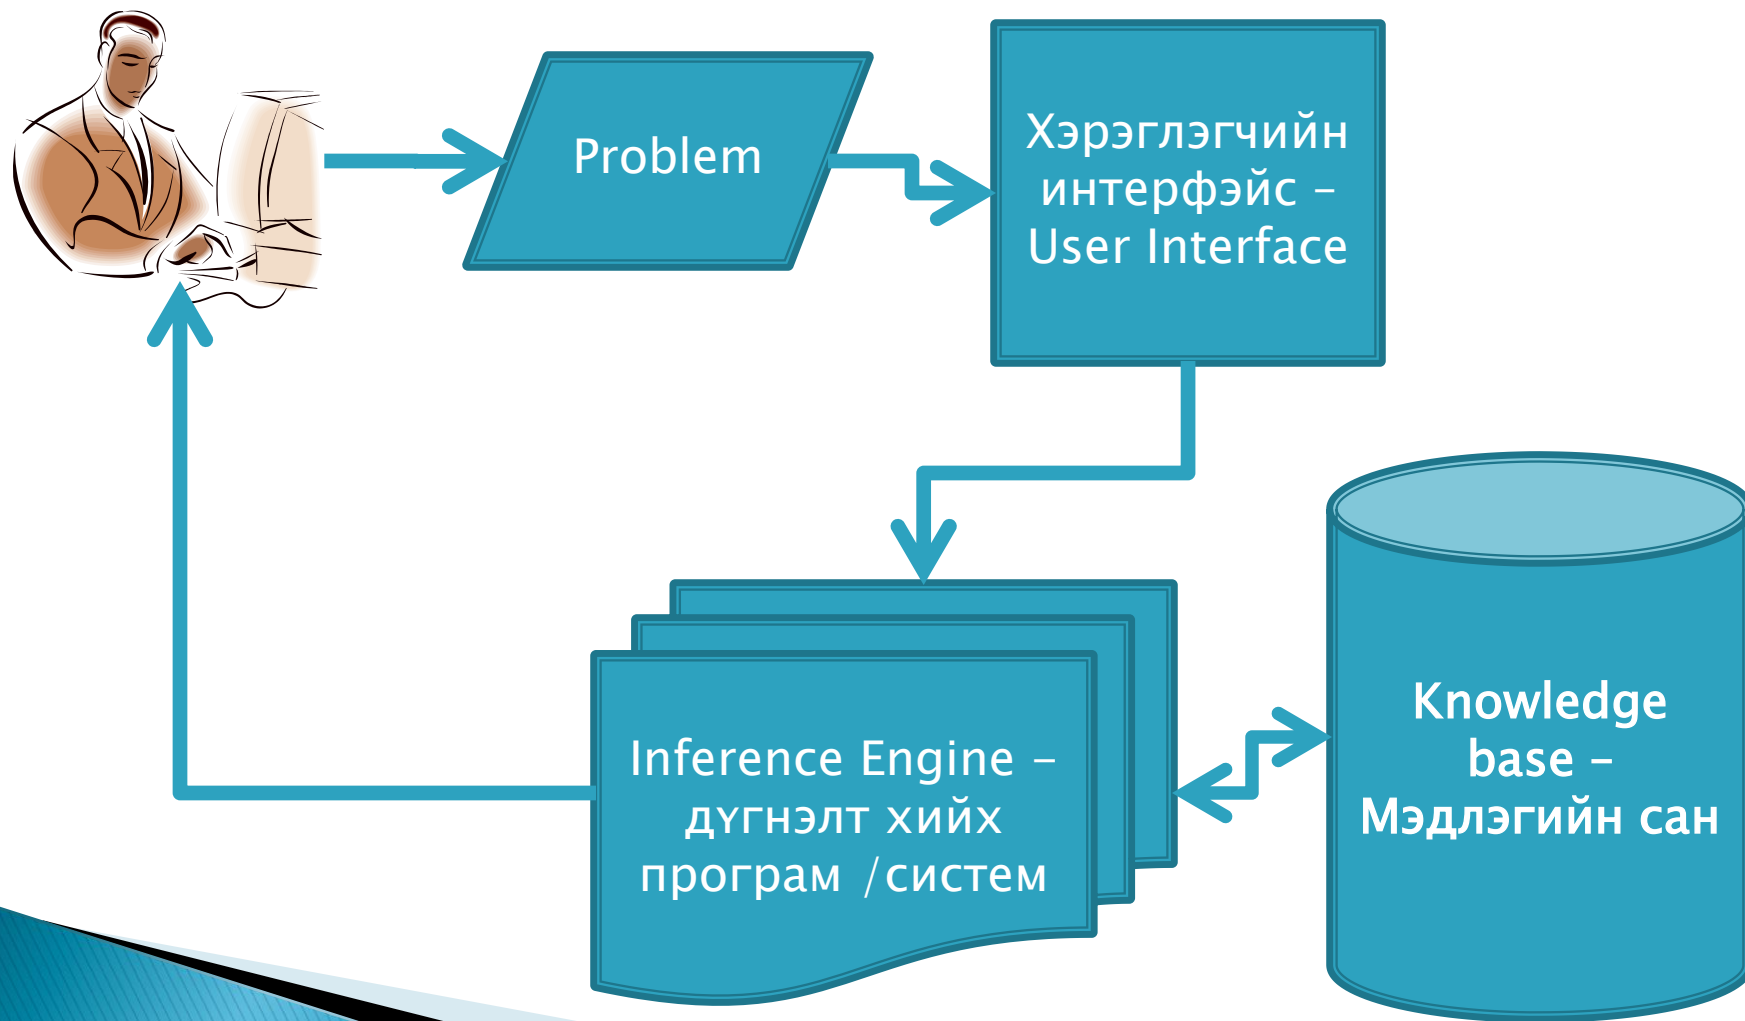 Problem
Хэрэглэгчийн
интерфэйс –
User Interface
Inference Engine –
дүгнэлт хийх
програм /систем
Knowledge
base –
Мэдлэгийн сан